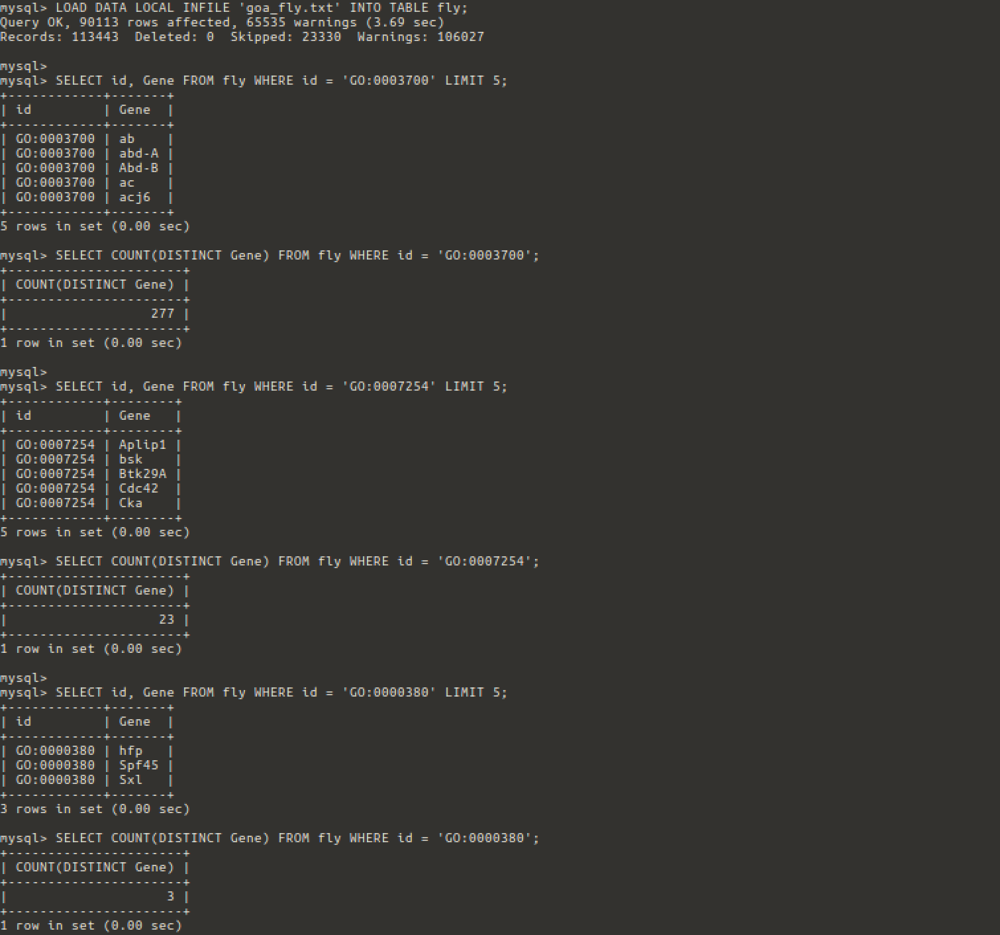 mysql> LOAD DATA LOCAL INFILE 'goa_fly.txt' INTO TABLE fly;
Query OK, 90113 rows affected, 65535 warnings (3.69 sec)
Records: 113443  Deleted: 0  Skipped: 23330  Warnings: 106027

mysql>
mysql> SELECT id, Gene FROM fly WHERE id = 'GO:0003700' LIMIT 5;
+------------+-------+
| id         | Gene  |
+------------+-------+
| GO:0003700 | ab    |
| GO:0003700 | abd-A |
| GO:0003700 | Abd-B |
| GO:0003700 | ac    |
| GO:0003700 | acj6  |
+------------+-------+
5 rows in set (0.00 sec)

mysql> SELECT COUNT(DISTINCT Gene) FROM fly WHERE id = 'GO:0003700';
+----------------------+
| COUNT(DISTINCT Gene) |
+----------------------+
|                  277 |
+----------------------+
1 row in set (0.00 sec)

mysql>
mysql> SELECT id, Gene FROM fly WHERE id = 'GO:0007254' LIMIT 5;
+------------+--------+
| id         | Gene   |
+------------+--------+
| GO:0007254 | Aplip1 |
| GO:0007254 | bsk    |
| GO:0007254 | Btk29A |
| GO:0007254 | Cdc42  |
| GO:0007254 | Cka    |
+------------+--------+
5 rows in set (0.00 sec)

mysql> SELECT COUNT(DISTINCT Gene) FROM fly WHERE id = 'GO:0007254';
+----------------------+
| COUNT(DISTINCT Gene) |
+----------------------+
|                   23 |
+----------------------+
1 row in set (0.00 sec)

mysql>
mysql> SELECT id, Gene FROM fly WHERE id = 'GO:0000380' LIMIT 5;
+------------+-------+
| id         | Gene  |
+------------+-------+
| GO:0000380 | hfp   |
| GO:0000380 | Spf45 |
| GO:0000380 | Sxl   |
+------------+-------+
3 rows in set (0.00 sec)

mysql> SELECT COUNT(DISTINCT Gene) FROM fly WHERE id = 'GO:0000380';
+----------------------+
| COUNT(DISTINCT Gene) |
+----------------------+
|                    3 |
+----------------------+
1 row in set (0.00 sec)